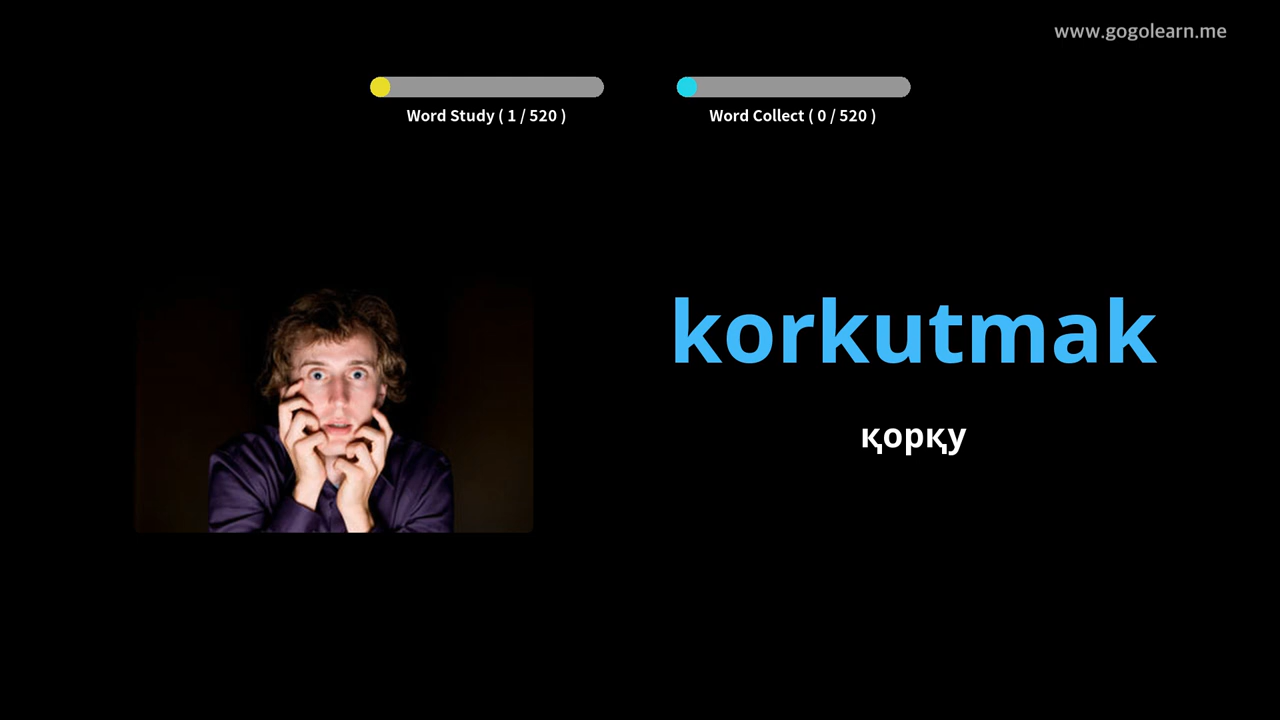 www.gogolearn.me
Word Study ( 1 / 520 )
Word Collect ( 0 / 520 )
korkutmak
қорқу